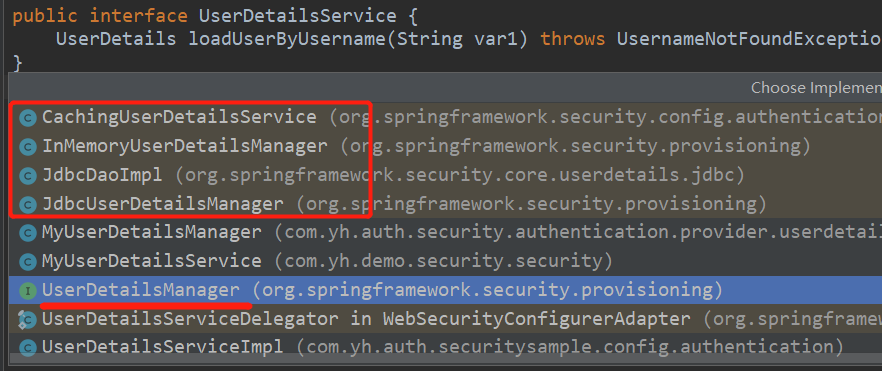 public interface UserDetailsService {
UserDetails loadUserByUsername(String var1) throws UsernameNotFoundExceptio
}
Choose Implemen
CachingUserDetailsService (org.springframework.security.config.authentication
InMemoryUserDetailsManager (org.springframework.security.provisioning)
JdbcDaoImpl (org.springframework.security.core.userdetails.jdbc)
JdbcUserDetailsManager (org.springframework.security.provisioning)
MyUserDetailsManager (com.yh.auth.security.authentication.provider.userdetai
MyUserDetailsService (com.yh.demo.security.security)
UserDetailsManager (org.springframework.security.provisioning)
UserDetailsServiceDelegator in WebSecurityConfigurerAdapter (org.springframew
UserDetailsServiceImpl (com.yh.auth.securitysample.config.authentication)